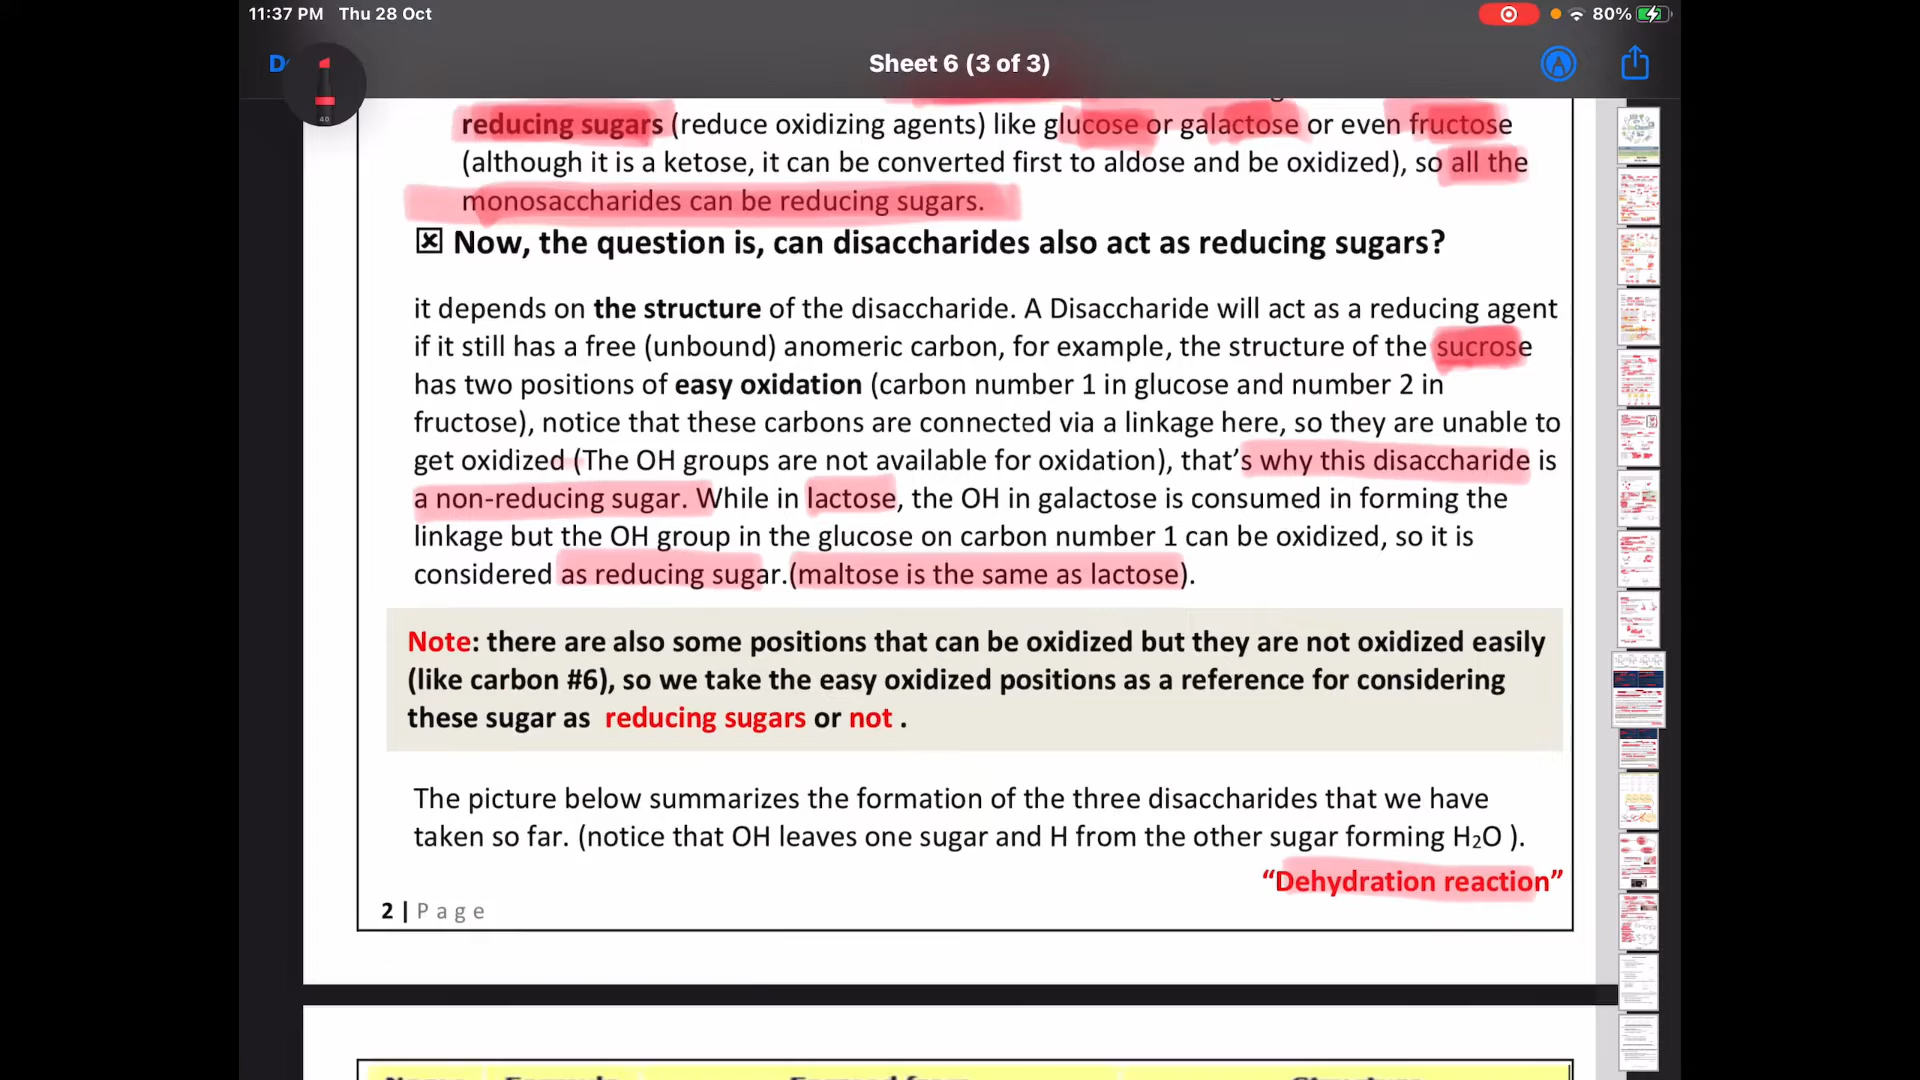 11:37 PM Thu 28 Oct
80%
Sheet 6 (3 of 3)
40
reducing sugars (reduce oxidizing agents) like glucose or galactose or even fructose
(although it is a ketose, it can be converted first to aldose and be oxidized), so all the
monosaccharides can be reducing sugars.
Now, the question is, can disaccharides also act as reducing sugars?
it depends on the structure of the disaccharide. A Disaccharide will act as a reducing agent
if it still has a free (unbound) anomeric carbon, for example, the structure of the sucrose
has two positions of easy oxidation (carbon number 1 in glucose and number 2 in
fructose), notice that these carbons are connected via a linkage here, so they are unable to
get oxidized (The OH groups are not available for oxidation), that's why this disaccharide is
a non-reducing sugar. While in lactose, the OH in galactose is consumed in forming the
linkage but the OH group in the glucose on carbon number 1 can be oxidized, so it is
considered as reducing sugar.(maltose is the same as lactose).
Note: there are also some positions that can be oxidized but they are not oxidized easily
(like carbon #6), so we take the easy oxidized positions as a reference for considering
these sugar as reducing sugars or not .
The picture below summarizes the formation of the three disaccharides that we have
taken so far. (notice that OH leaves one sugar and H from the other sugar forming H₂O ).
“Dehydration reaction”
2 | Page